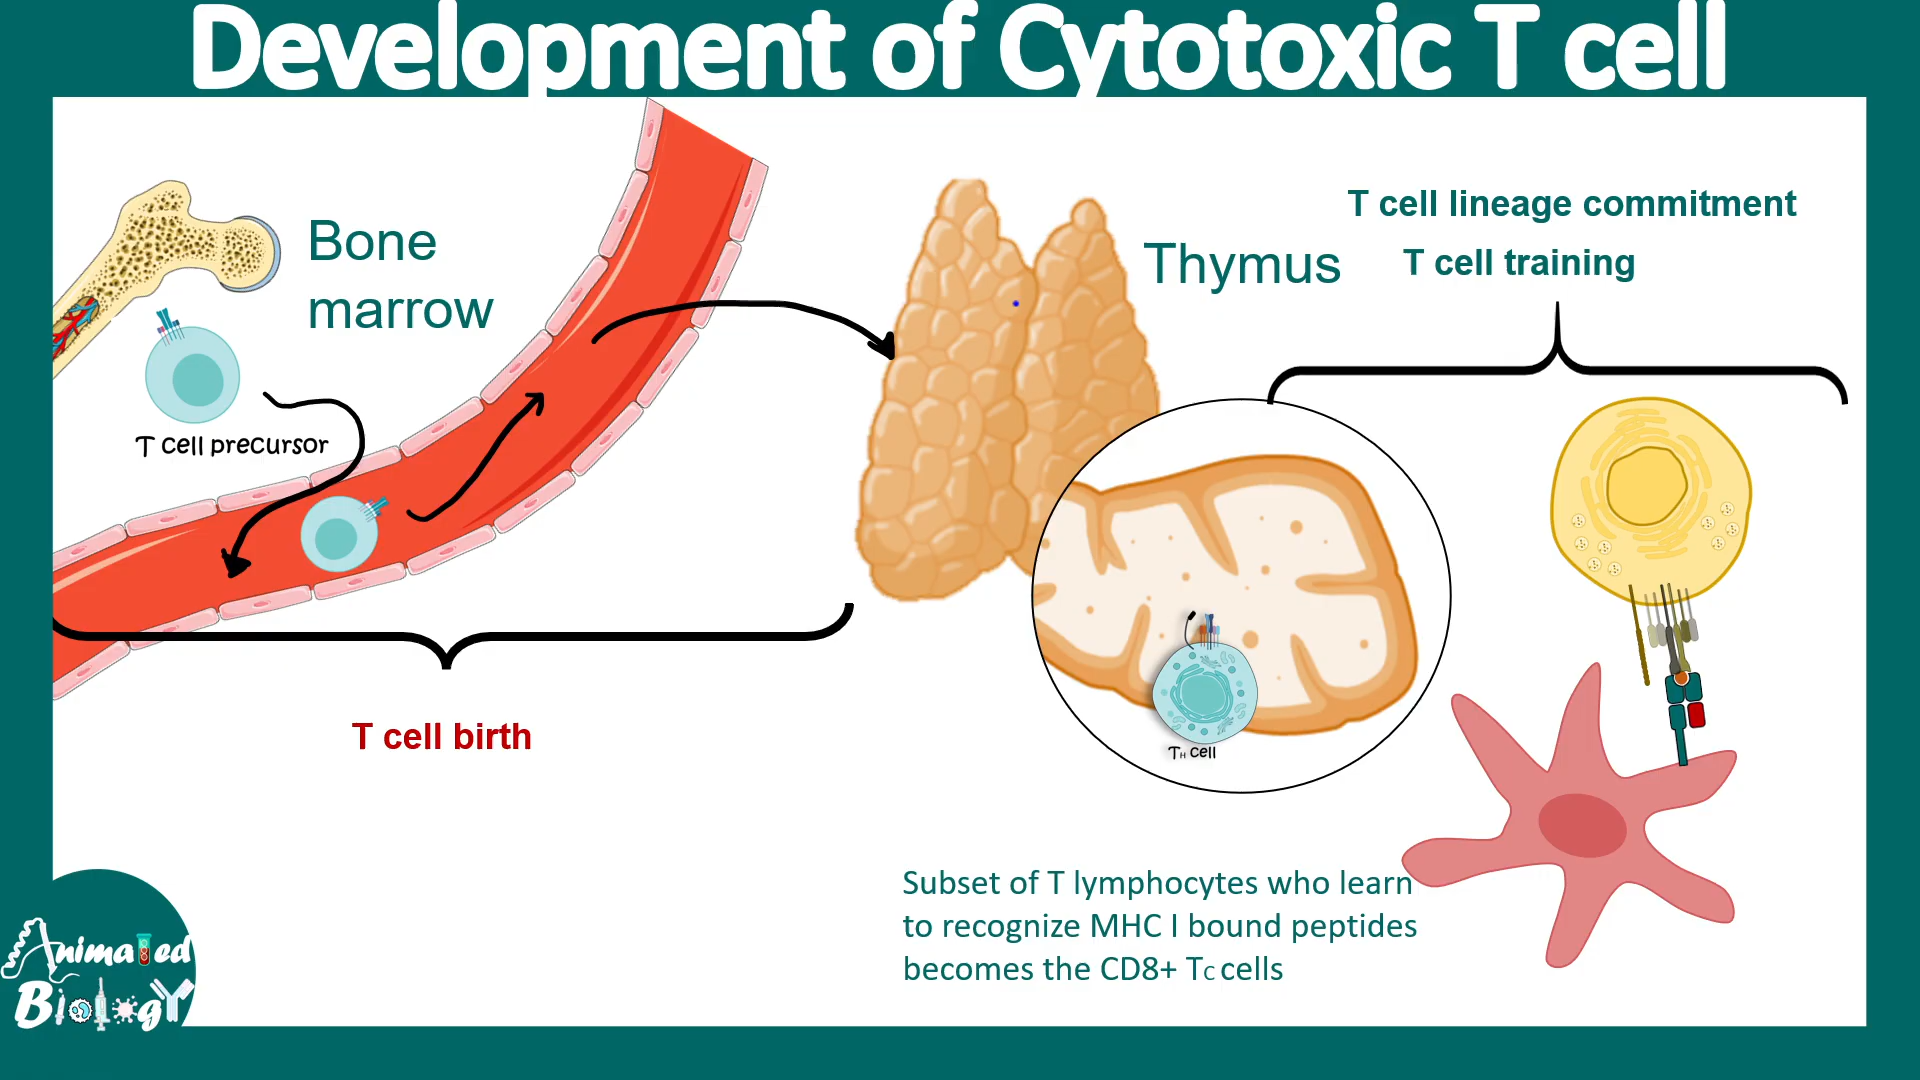 Development of Cytotoxic T cell
Bone
marrow
T cell precursor
T cell birth
Thymus
T cell lineage commitment
T cell training
TH cell
Subset of T lymphocytes who learn
to recognize MHC I bound peptides
becomes the CD8+ TC cells
Animated
Biology